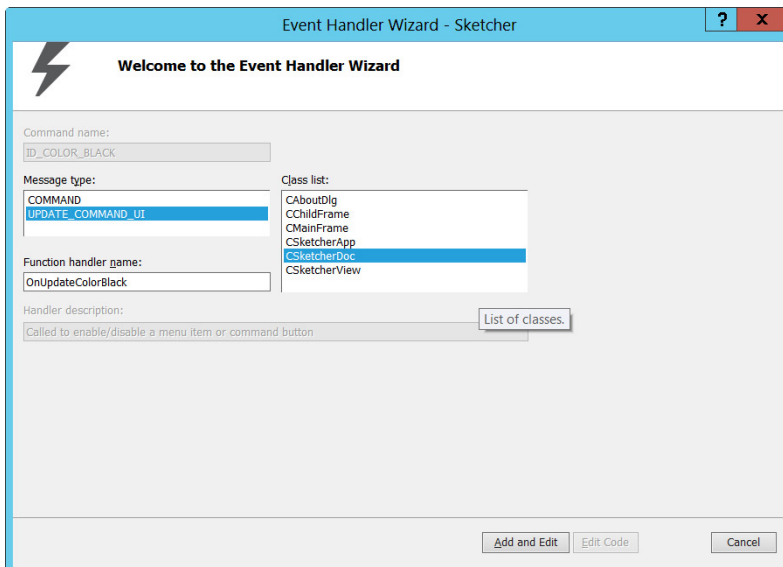 Event Handler Wizard - Sketcher
?
X
Welcome to the Event Handler Wizard
Command name:
ID_COLOR_BLACK
Message type:
COMMAND
UPDATE_COMMAND_UI
Class list:
CAboutDlg
CChildFrame
CMainFrame
CSketcherApp
CSketcherDoc
CSketcherView
Function handler name:
OnUpdateColorBlack
Handler description:
Called to enable/disable a menu item or command button
List of classes.
Add and Edit
Edit Code
Cancel